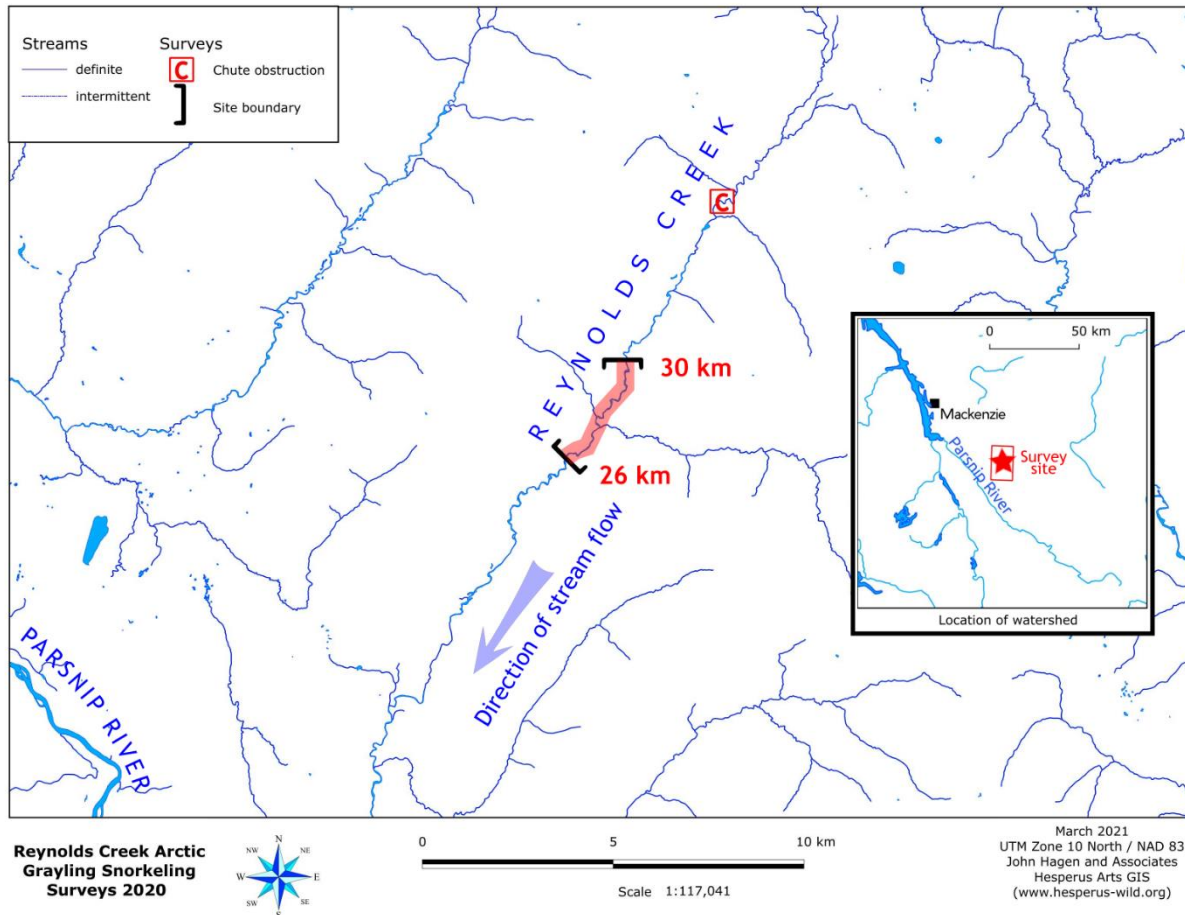 Streams
definite
intermittent
Surveys
C Chute obstruction
Site boundary
REYNOLDS CREEK
C
30 km
26 km
Direction of stream flow
PARSNIP RIVER
0 50 km
Mackenzie
Parsnip River
Survey
site
Location of watershed
Reynolds Creek Arctic
Grayling Snorkeling
Surveys 2020
N
NW NE
W E
SW SE
S
0 5 10 km
Scale 1:117,041
March 2021
UTM Zone 10 North / NAD 83
John Hagen and Associates
Hesperus Arts GIS
(www.hesperus-wild.org)